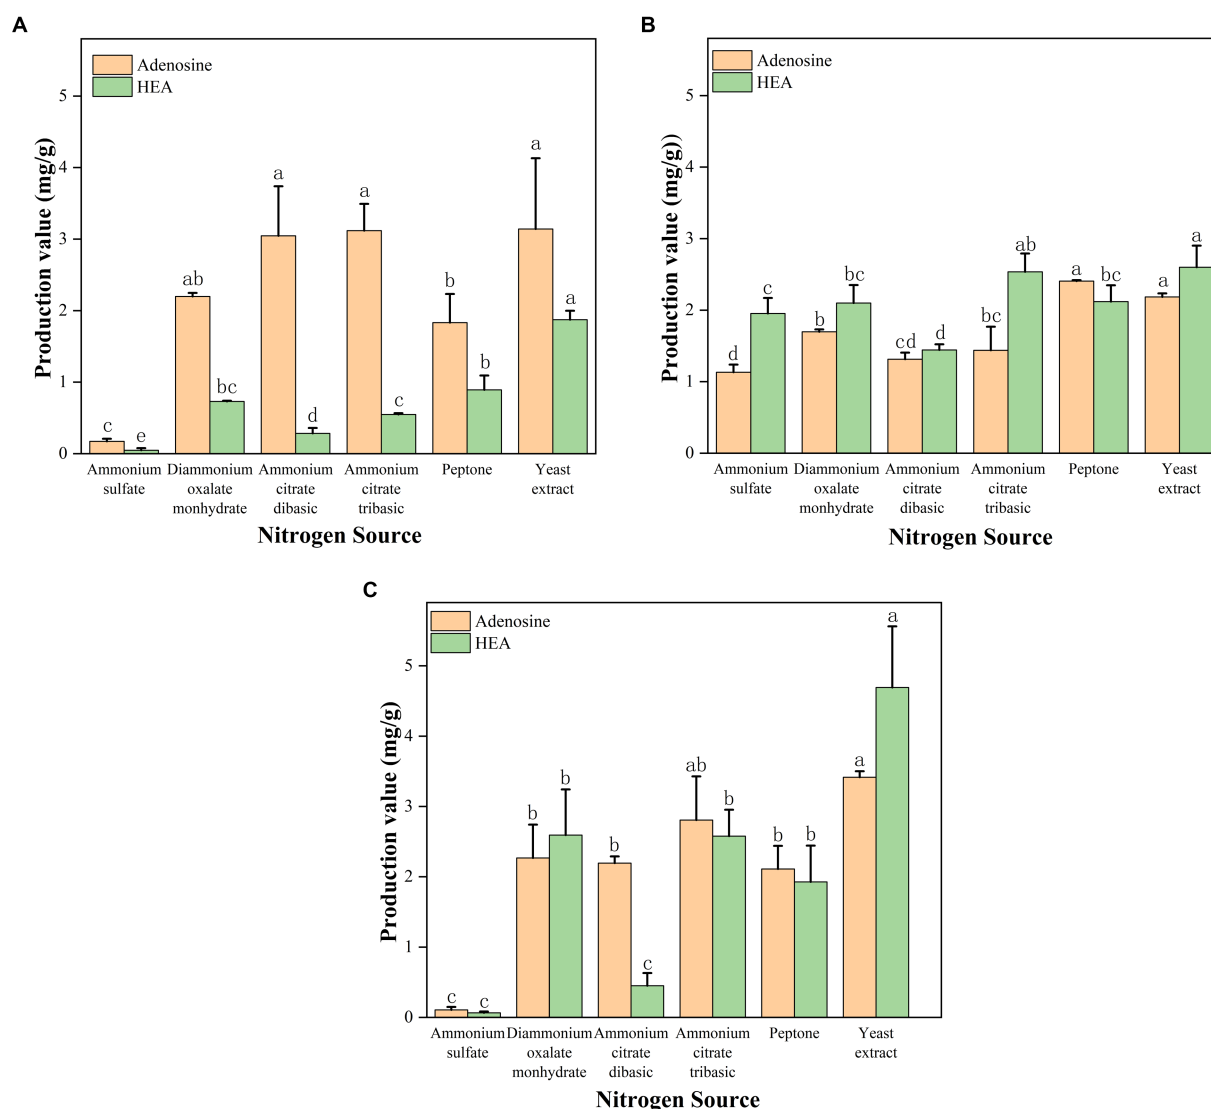 A
Adenosine
HEA
Production value (mg/g)
5
4
3
2
1
0
c
e
ab
bc
a
d
a
c
b
b
a
a
Ammonium
sulfate
Diammonium
oxalate
monhydrate
Ammonium
citrate
dibasic
Ammonium
citrate
tribasic
Peptone
Yeast
extract
Nitrogen Source
B
Adenosine
HEA
Production value (mg/g))
5
4
3
2
1
0
d
c
b
bc
cd
d
bc
ab
a
bc
a
a
Ammonium
sulfate
Diammonium
oxalate
monhydrate
Ammonium
citrate
dibasic
Ammonium
citrate
tribasic
Peptone
Yeast
extract
Nitrogen Source
C
Adenosine
HEA
Production value (mg/g)
5
4
3
2
1
0
c
c
b
b
b
c
ab
b
b
b
a
a
Ammonium
sulfate
Diammonium
oxalate
monhydrate
Ammonium
citrate
dibasic
Ammonium
citrate
tribasic
Peptone
Yeast
extract
Nitrogen Source